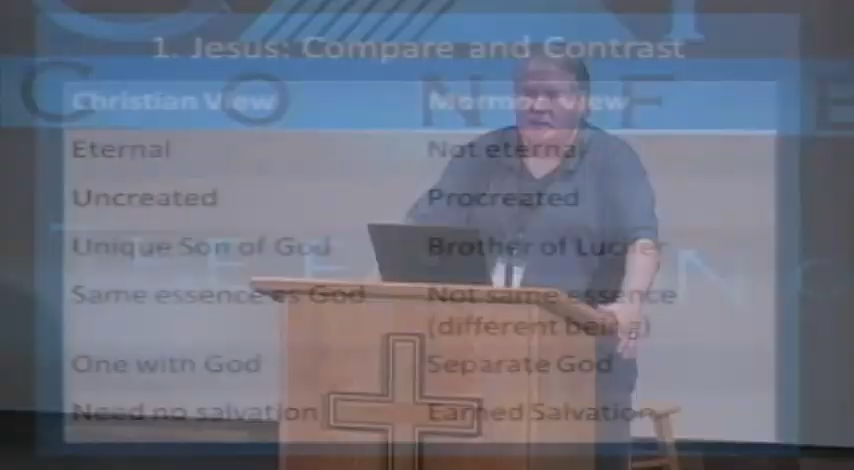 1. Jesus: Compare and Contrast
Christian View Mormon View
Eternal Not eternal
Uncreated Procreated
Unique Son of God Brother of Lucifer
Same essence as God Not same essence
(different being)
One with God Separate God
Need no salvation Earned Salvation